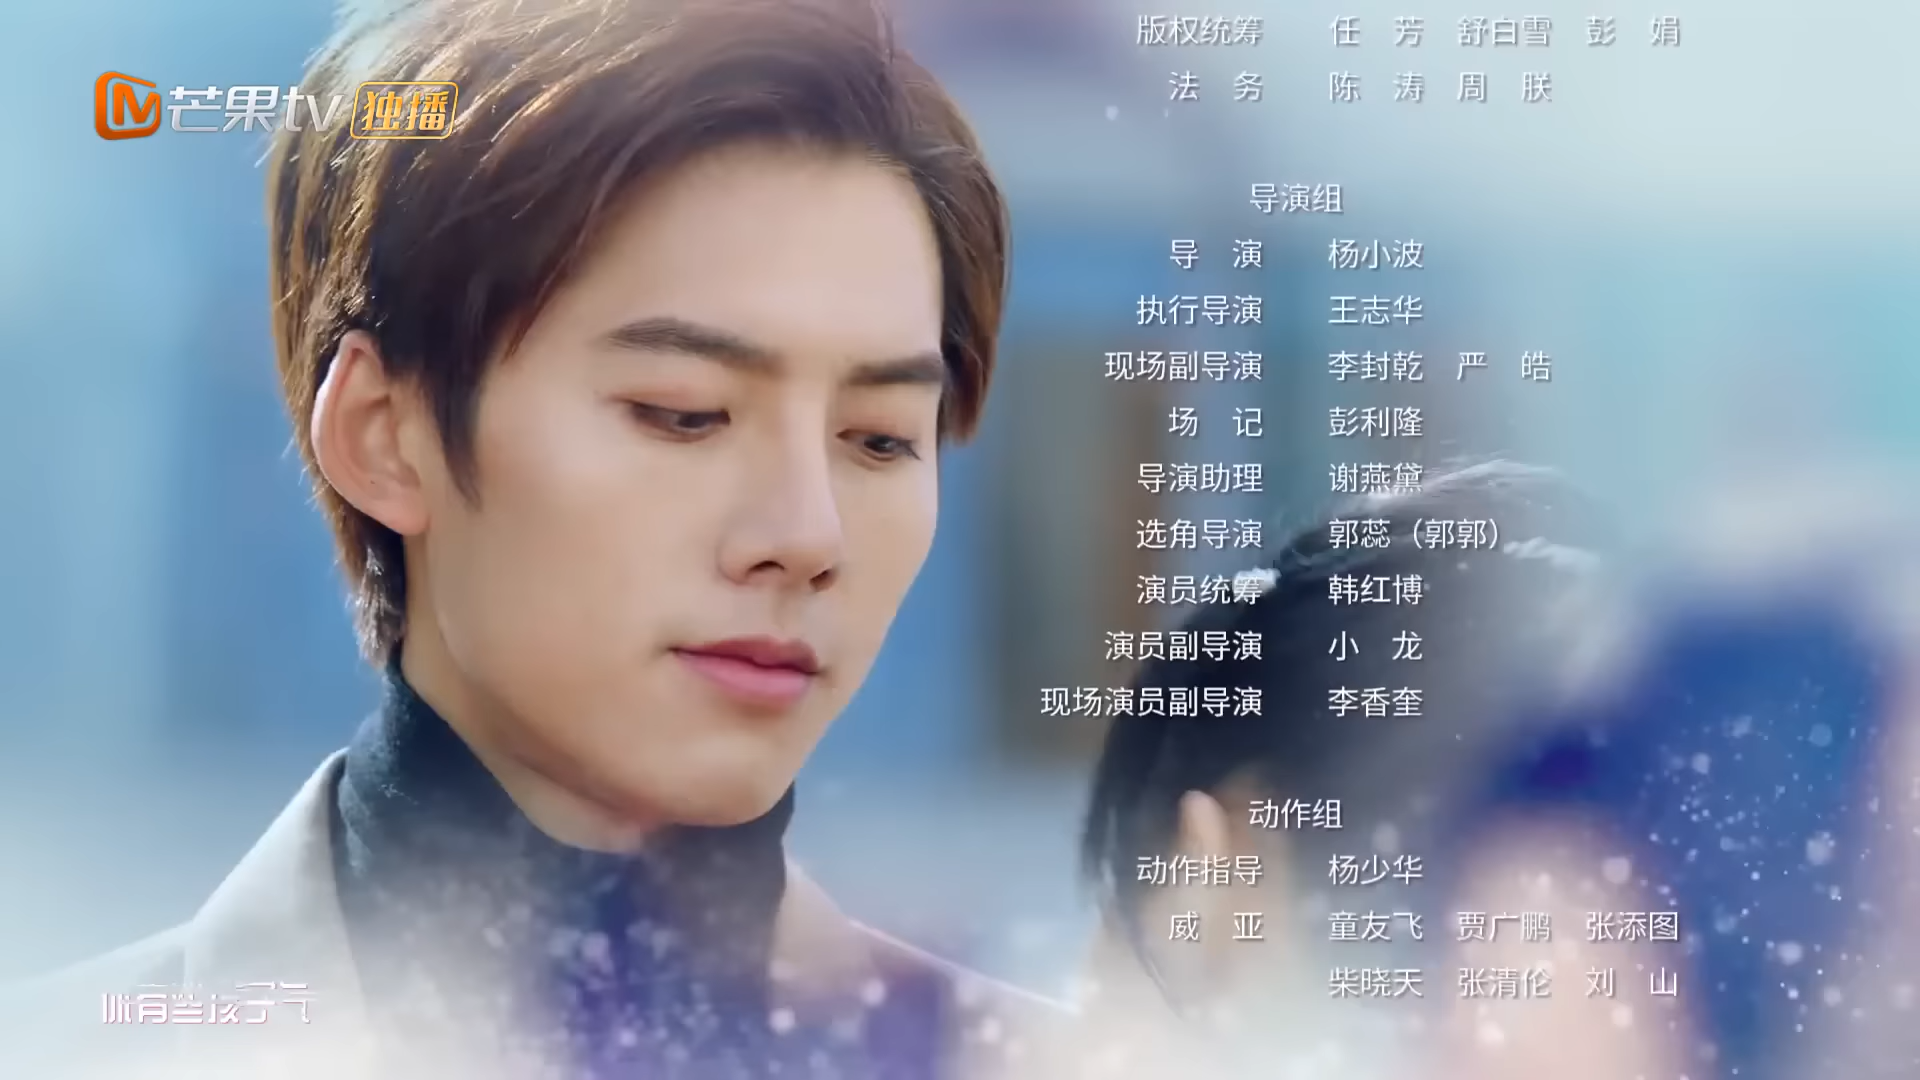 版权统筹 任 芳 舒白雪 彭 娟
法 务 陈 涛 周 朕
芒果tv 独播
导演组
导 演 杨小波
执行导演 王志华
现场副导演 李封乾 严 皓
场 记 彭利隆
导演助理 谢燕黛
选角导演 郭蕊（郭郭）
演员统筹 韩红博
演员副导演 小 龙
现场演员副导演 李香奎
动作组
动作指导 杨少华
威 亚 童友飞 贾广鹏 张添图
柴晓天 张清伦 刘 山
你有些孩子气